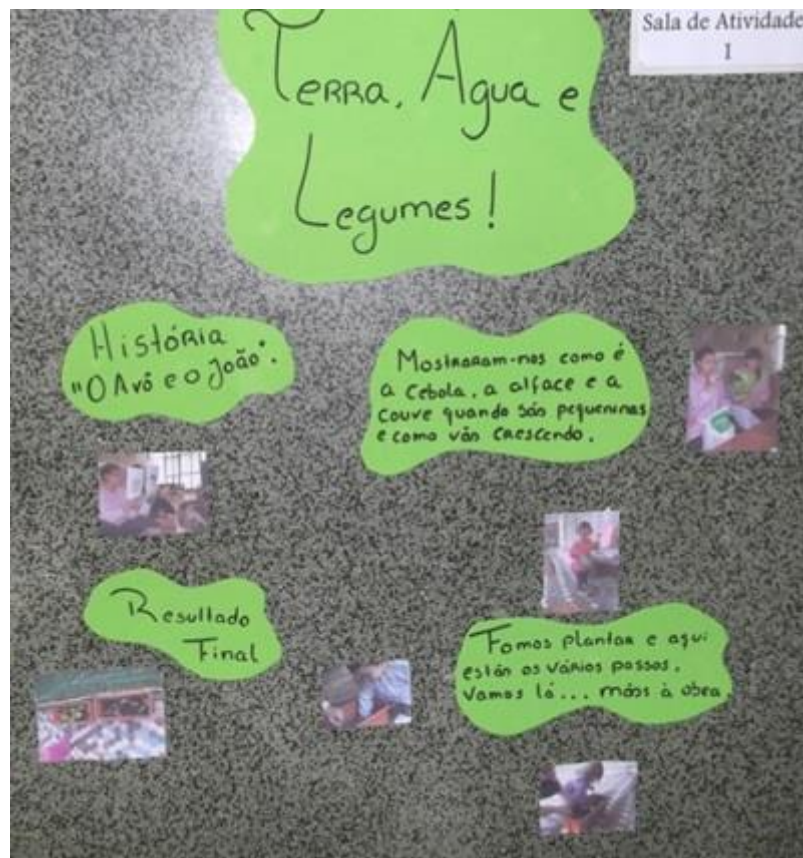 Sala de Atividade
I
Terra, Água e
Legumes!
História
"O Avô e o João".
Mostraram-nos como é
a Cebola, a alface e a
couve quando são pequeninas
e como vão crescendo.
Resultado
Final
Fomos plantar e aqui
estão os vários passos.
Vamos lá... mãos à obra.